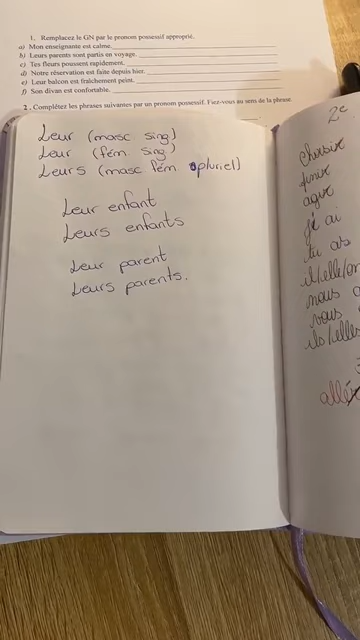 1. Remplacez le GN par le pronom possessif approprié.
a) Mon enseignante est calme.
b) Leurs parents sont partis en voyage.
c) Tes fleurs poussent rapidement.
d) Notre réservation est faite depuis hier.
e) Leur balcon est fraîchement peint.
f) Son divan est confortable.
2. Complétez les phrases suivantes par un pronom possessif. Fiez-vous au sens de la phrase.
Leur (masc sing)
Leur (fém. sing)
Leurs (masc fém. pluriel)
Leur enfant
Leurs enfants
Leur parent
Leurs parents.
2e
choisir
finir
agir
j'ai
tu as
il/elle/on
nous
vous
ils/elles
allé